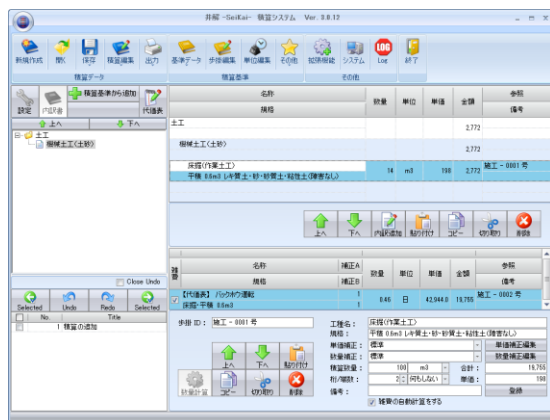 井解 -GoiKai- 積算システム Ver. 3.0.12
新規作成 開く 保存 積算編集 出力 基準データ 歩掛編集 単位編集 その他 拡張機能 システム Log 終了
積算データ 積算基準 その他
設定 内訳書 積算基準から追加 代価表
上へ 下へ
土工
機械土工(土砂)
名称 数量 単位 単価 金額 参照
規格 備考
土工
2,772
機械土工(土砂)
2,772
床掘(作業土工) 14 m3 198 2,772 施工 - 0001 号
平積 0.6m3 レキ質土・砂・砂質土・粘性土(障害なし)
上へ 下へ 内訳追加 貼り付け コピー 切り取り 削除
Close Undo
Selected Undo Redo Selected
No. Title
1 積算の追加
雑費 名称 補正A 数量 単位 単価 金額 参照
規格 補正B 備考
【代価表】 バックホウ運転 1 0.46 日 42,944.0 19,755 施工 - 0002 号
床掘・平積 0.6m3 1
歩掛 ID: 施工 - 0001 号
上へ 下へ 貼り付け
数量計算 コピー 切り取り 削除
工種名: 床掘(作業土工)
規格: 平積 0.6m3 レキ質土・砂・砂質土・粘性土(障害なし)
単価補正: 標準 単価補正編集
数量補正: 標準 数量補正編集
積算数量: 100 m3 合計: 19,755
桁/端数: 2 何もしない 単価: 198
備考: 登録
雑費の自動計算をする